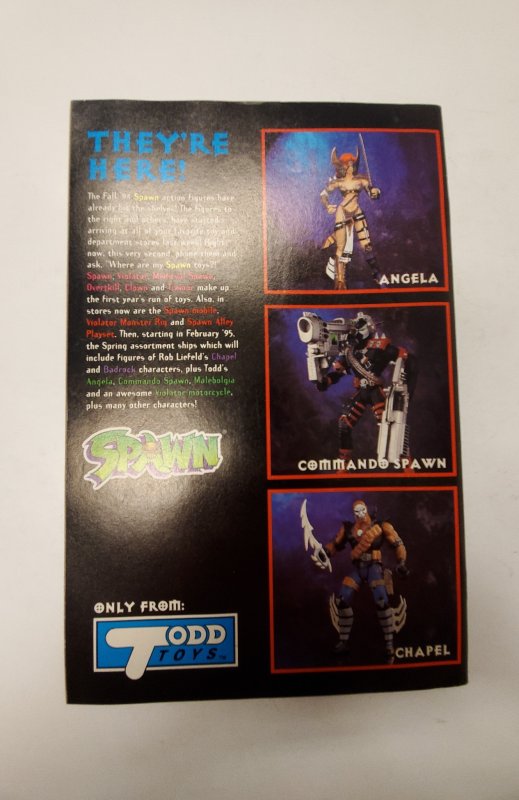 THEY'RE
HERE!
The Fall '94 Spawn action figures have
already hit the shelves! The figures to
the right and others, have started
arriving at all of your favorite toy and
department stores last week. Right
now, this very second, phone them and
ask, "Where are my Spawn toys?"
Spawn, Violator, Medieval Spawn,
Overtkill, Clown and Tremor make up
the first year's run of toys. Also, in
stores now are the Spawn mobile,
Violator Monster Rig and Spawn Alley
Playset. Then, starting in February '95,
the Spring assortment ships which will
include figures of Rob Liefeld's Chapel
and Badrock characters, plus Todd's
Angela, Commando Spawn, Malebolgia
and an awesome Violator motorcycle,
plus many other characters!
SPAWN
ONLY FROM:
TODD
TOYS
ANGELA
COMMANDO SPAWN
CHAPEL